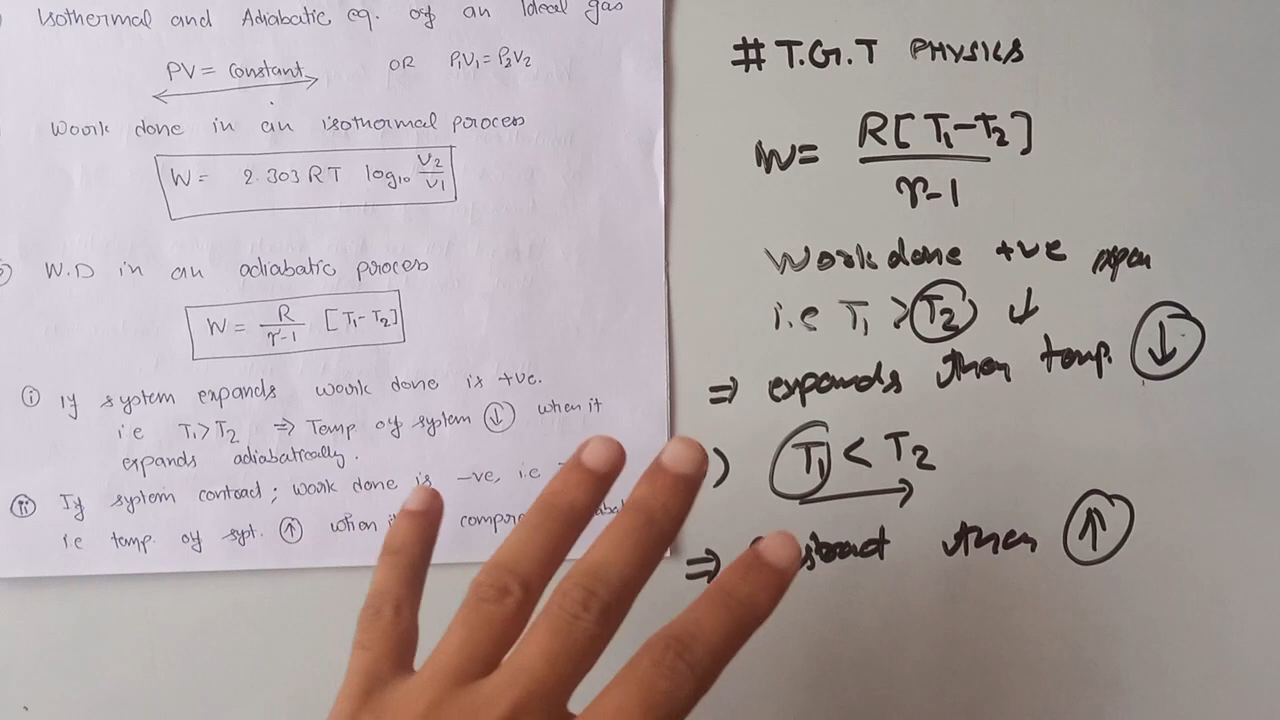 Isothermal and Adiabatic eq. of an Ideal gas
PV = Constant OR P₁V₁ = P₂V₂
Work done in an isothermal process
W = 2.303 RT log₁₀ V₂/V₁
W.D in an adiabatic process
W = R/γ-1 [T₁-T₂]
(i) If system expands work done is +ve.
i.e T₁>T₂ ⇒ Temp of system ↓ when it
expands adiabatically.
(ii) If system contract; work done is -ve, i.e
i.e temp. of syst. ↑ when
# T.G.T PHYSICS
W = R[T₁-T₂]/γ-1
Work done +ve expan
i.e T₁ > T₂ ↓
⇒ expands then temp. ↓
) T₁ < T₂
⇒ then ↑